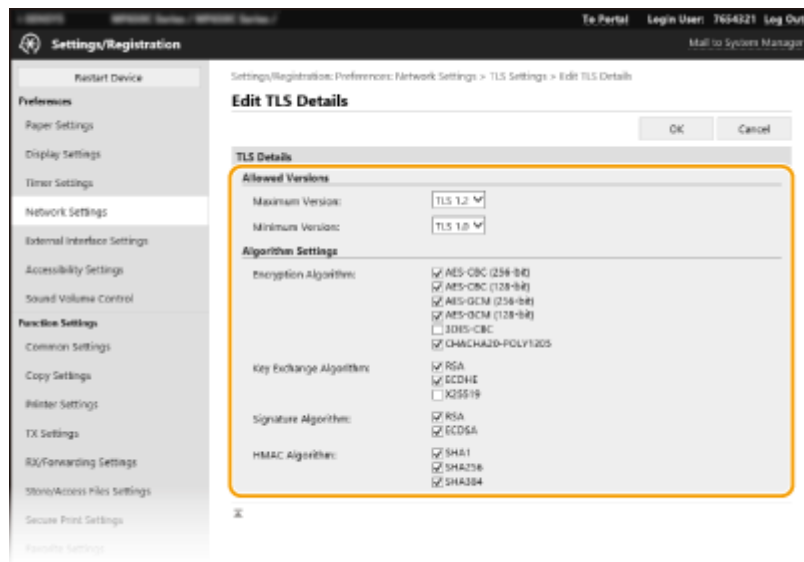 To Portal Login User: 7654321 Log Out
Settings/Registration
Mail to System Manager
Restart Device
Settings/Registration: Preferences: Network Settings > TLS Settings > Edit TLS Details
Preferences
Edit TLS Details
Paper Settings
OK Cancel
Display Settings
TLS Details
Timer Settings
Allowed Versions
Maximum Version: TLS 1.2
Network Settings
Minimum Version: TLS 1.0
External Interface Settings
Algorithm Settings
Accessibility Settings
Encryption Algorithm: AES-CBC (256-bit)
AES-CBC (128-bit)
AES-GCM (256-bit)
Sound Volume Control
AES-GCM (128-bit)
3DES-CBC
Function Settings
CHACHA20-POLY1305
Common Settings
Key Exchange Algorithm: RSA
ECDHE
Copy Settings
X25519
Printer Settings
Signature Algorithm: RSA
ECDSA
TX Settings
HMAC Algorithm: SHA1
RX/Forwarding Settings
SHA256
SHA384
Store/Access Files Settings
Secure Print Settings
Favorite Settings